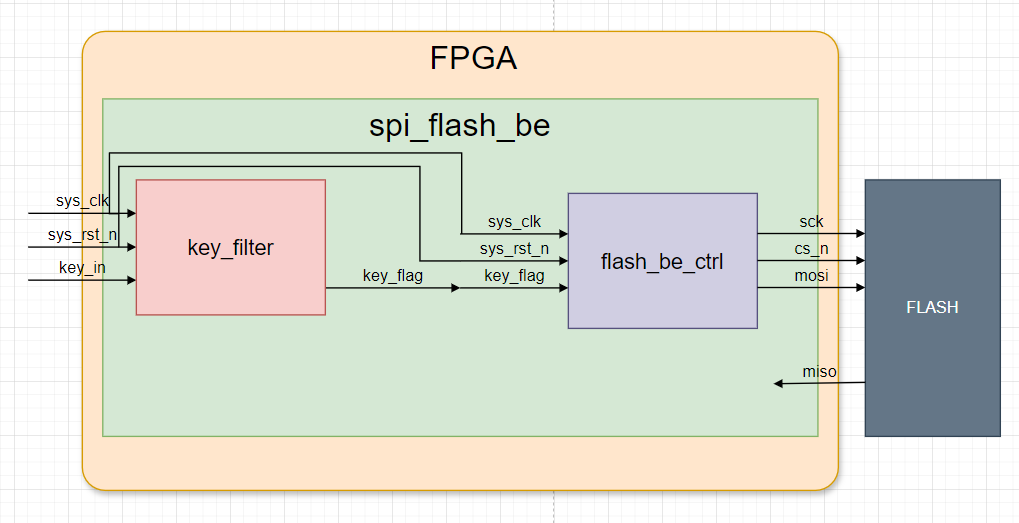 FPGA
spi_flash_be
sys_clk
sys_rst_n
key_in
key_filter
key_flag
sys_clk
sys_rst_n
key_flag
flash_be_ctrl
sck
cs_n
mosi
miso
FLASH